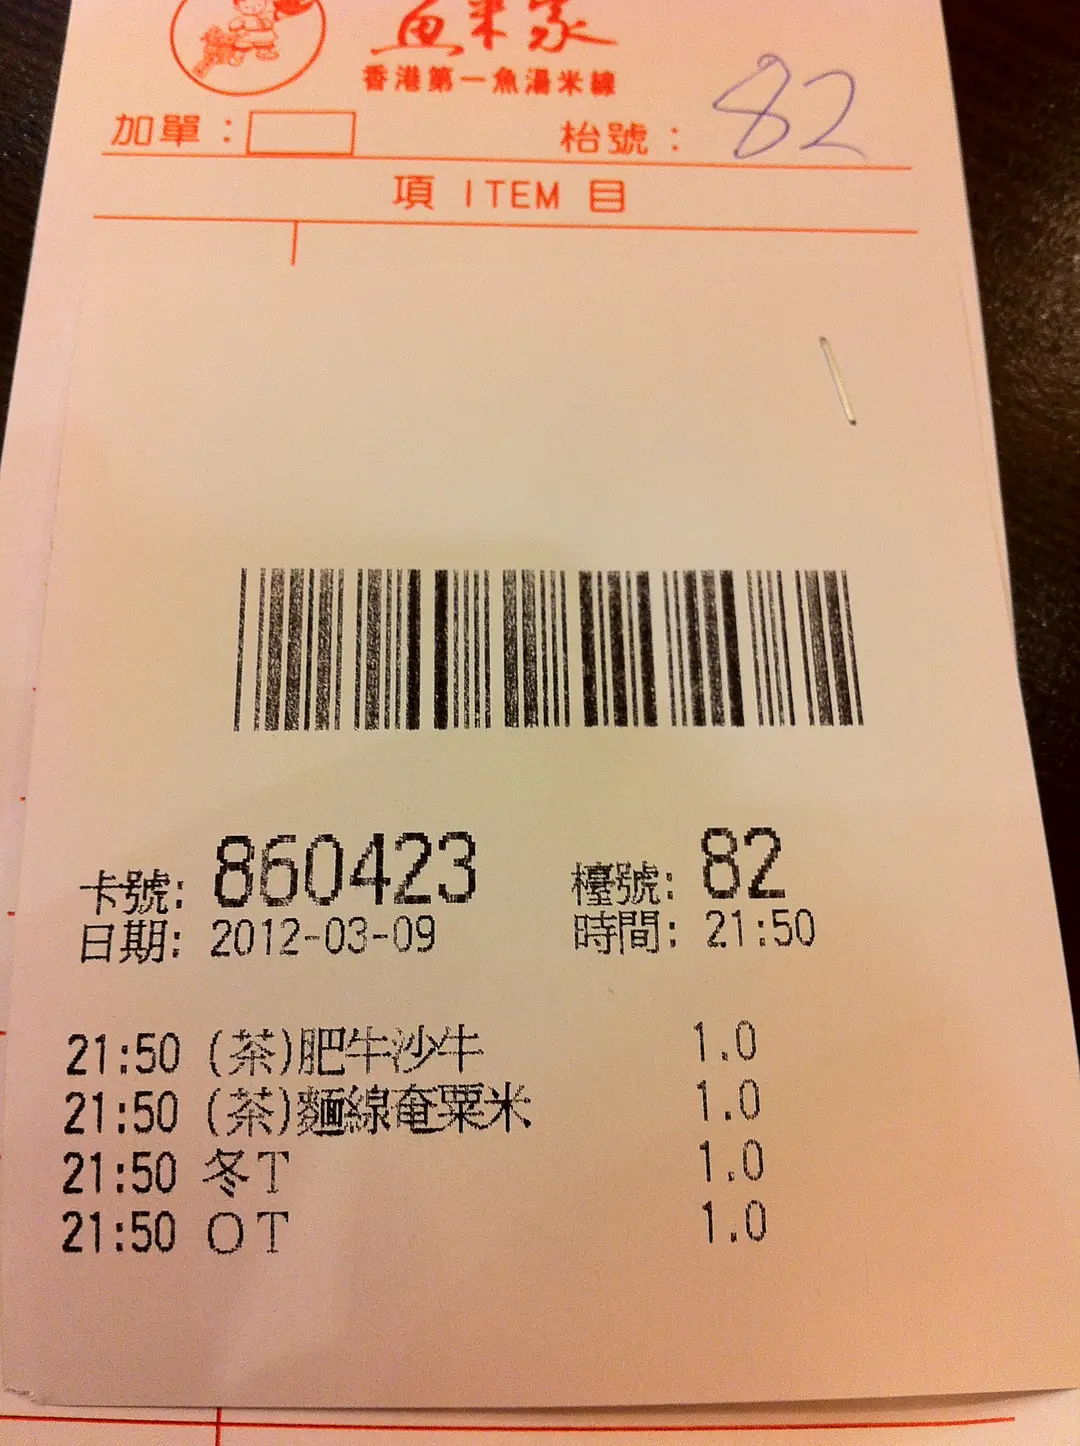 魚米家
香港第一魚湯米線
加單： 枱號： 82
項 ITEM 目
卡號: 860423 檯號: 82
日期: 2012-03-09 時間: 21:50
21:50 (茶)肥牛沙牛 1.0
21:50 (茶)麵線奄粟米 1.0
21:50 冬T 1.0
21:50 OT 1.0